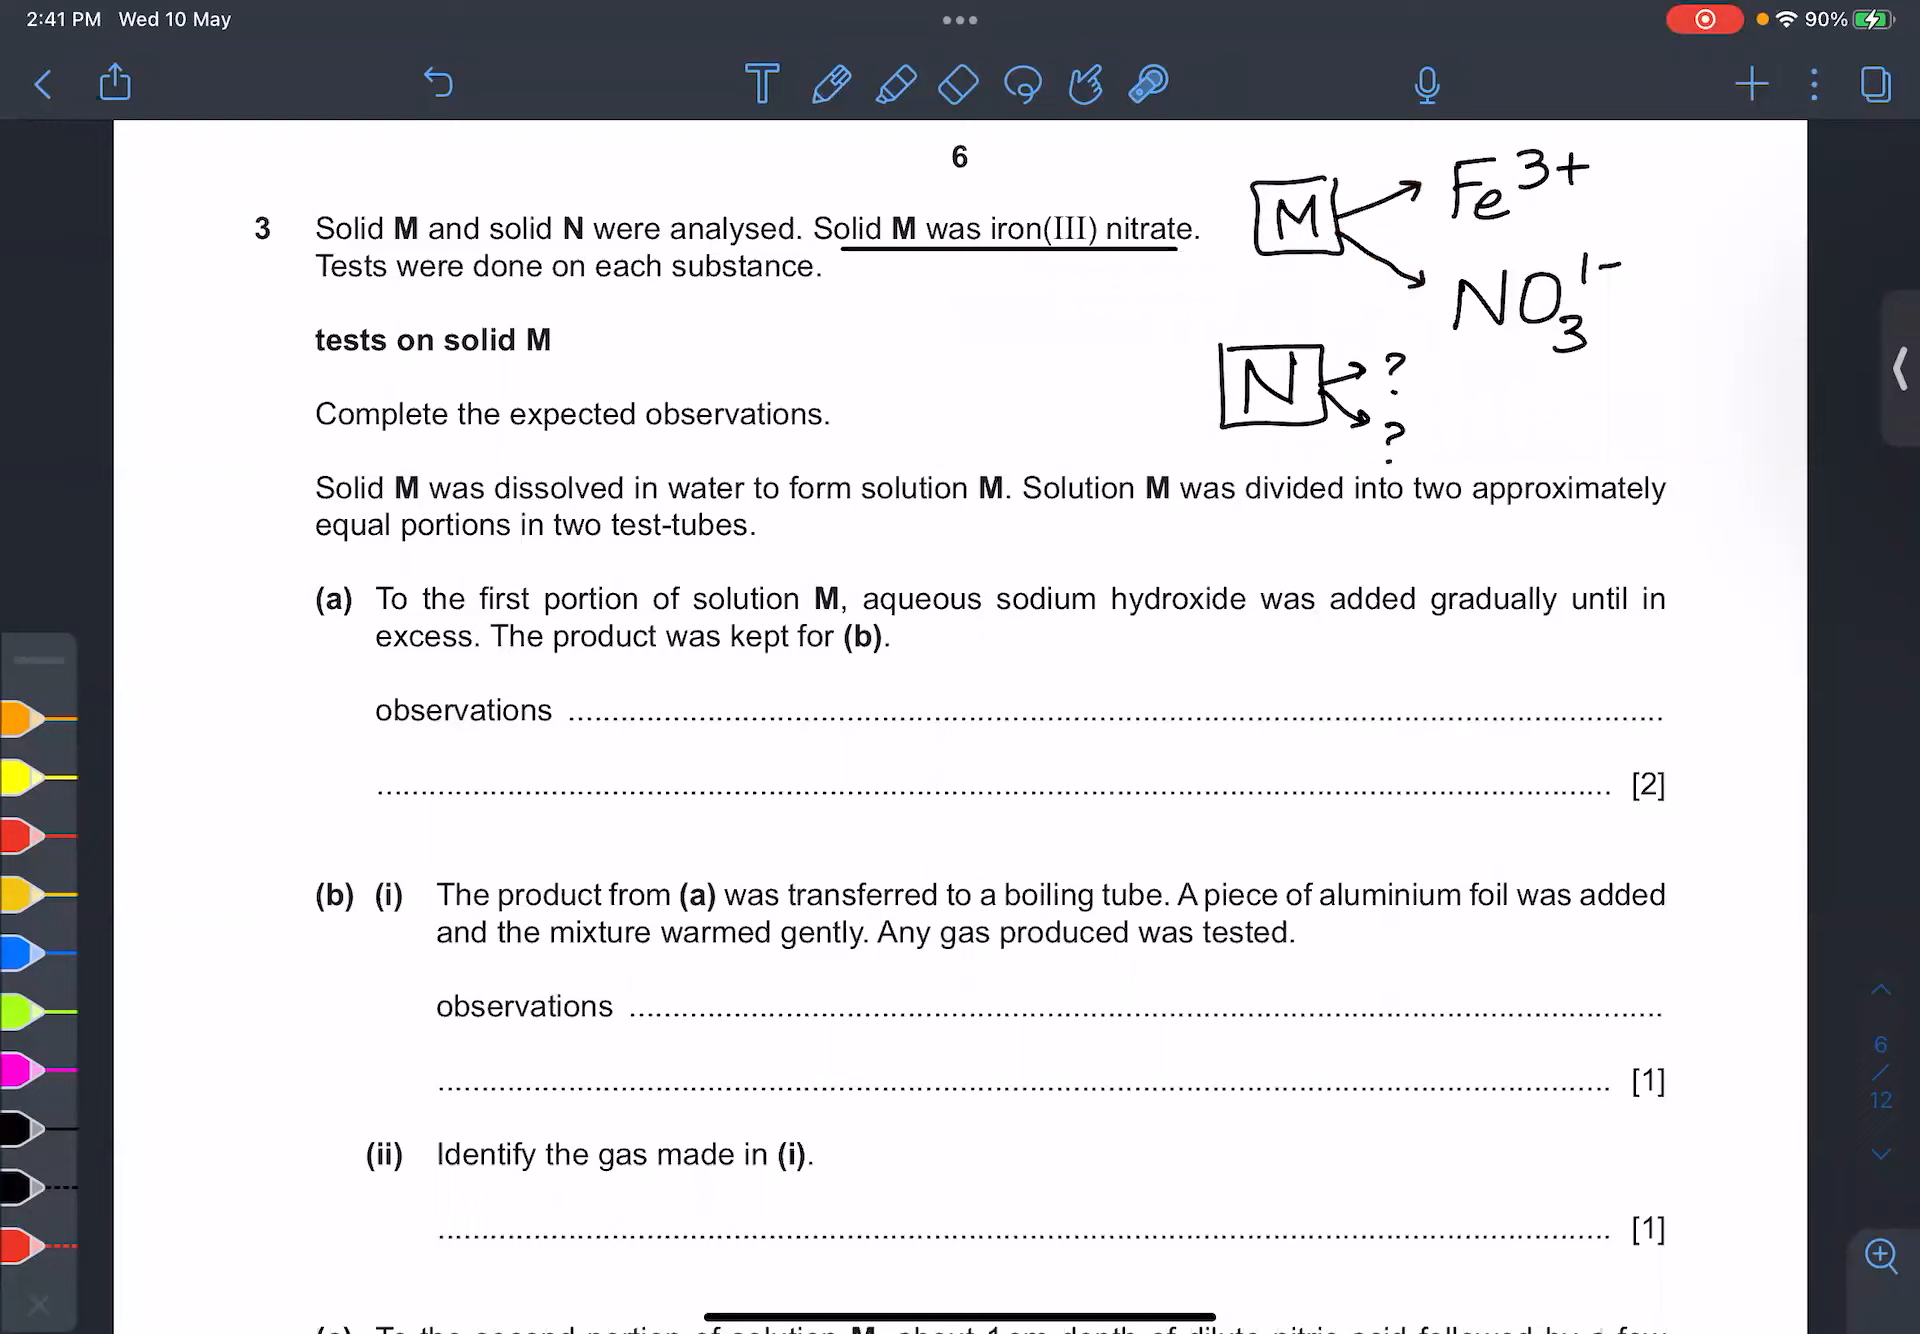 2:41 PM Wed 10 May
90%
6
3 Solid M and solid N were analysed. Solid M was iron(III) nitrate.
Tests were done on each substance.
M
Fe3+
NO3 1-
N
?
?
tests on solid M
Complete the expected observations.
Solid M was dissolved in water to form solution M. Solution M was divided into two approximately
equal portions in two test-tubes.
(a) To the first portion of solution M, aqueous sodium hydroxide was added gradually until in
excess. The product was kept for (b).
observations ..........
.......... [2]
(b) (i) The product from (a) was transferred to a boiling tube. A piece of aluminium foil was added
and the mixture warmed gently. Any gas produced was tested.
observations ..........
.......... [1]
(ii) Identify the gas made in (i).
.......... [1]
6
/
12